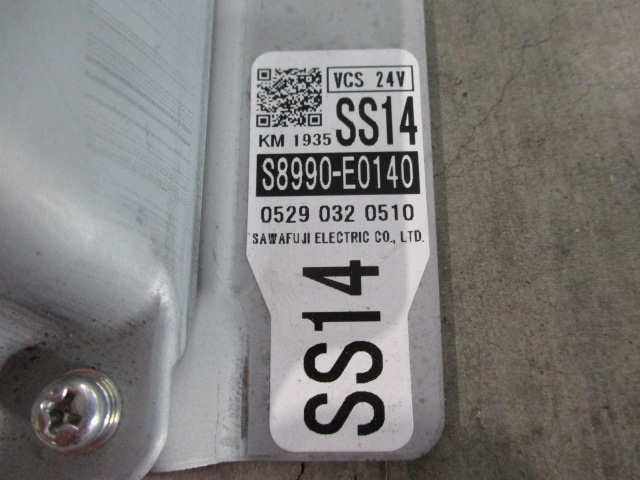 VCS 24V
KM 1935 SS14
S8990-E0140
0529 032 0510
SAWAFUJI ELECTRIC CO., LTD.
SS14